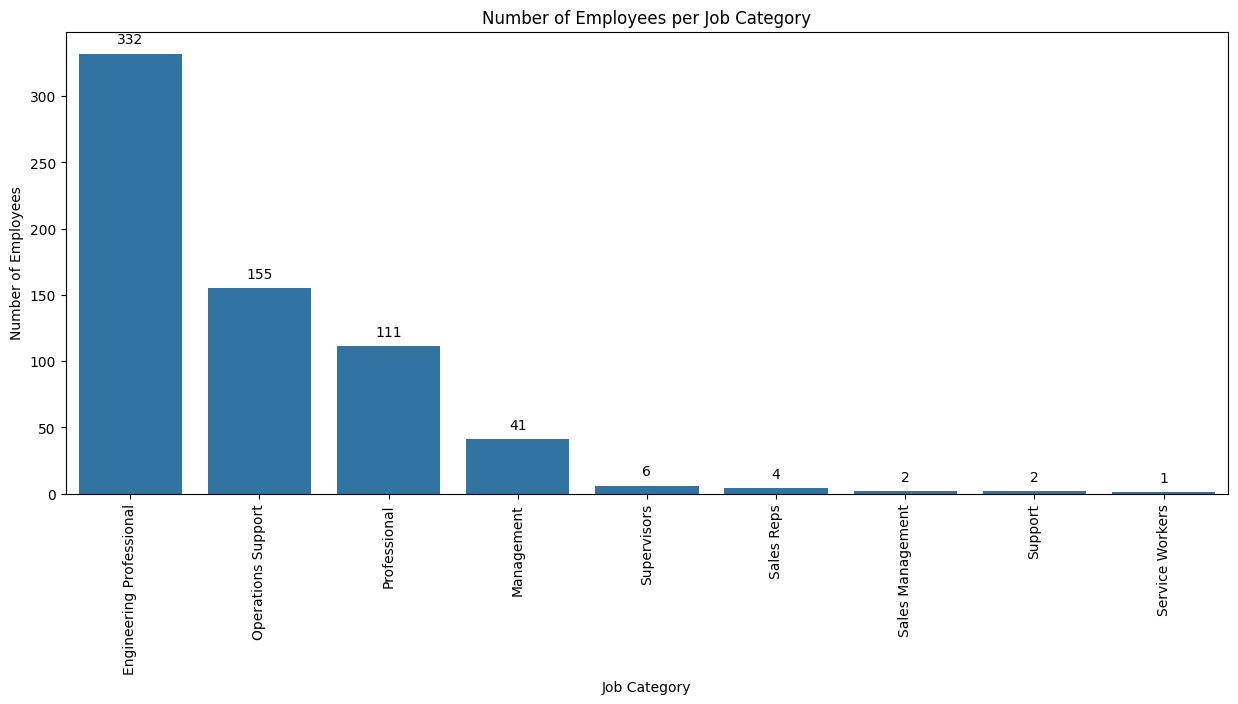 Number of Employees per Job Category
Number of Employees
300
250
200
150
100
50
0
332
155
111
41
6
4
2
2
1
Engineering Professional
Operations Support
Professional
Management
Supervisors
Sales Reps
Sales Management
Support
Service Workers
Job Category